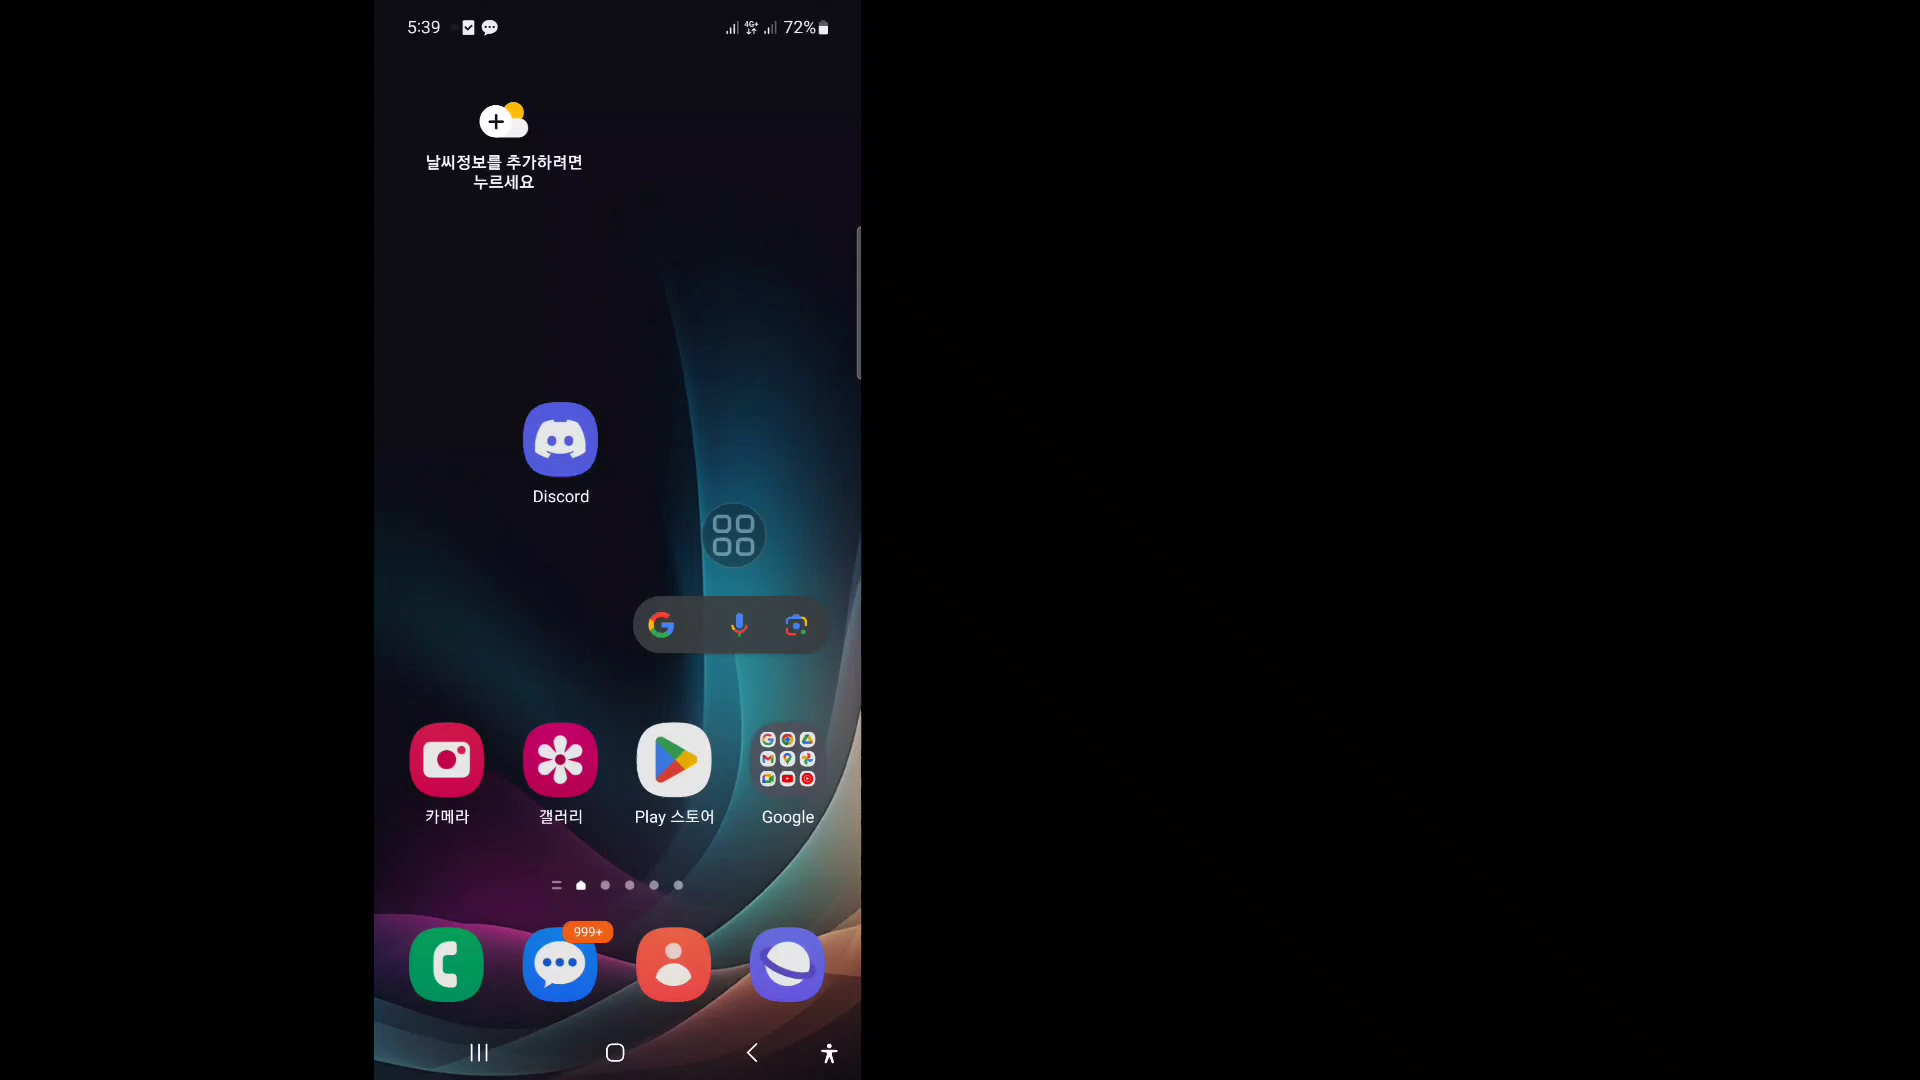 5:39
4G+
72%
날씨정보를 추가하려면
누르세요
Discord
카메라
갤러리
Play 스토어
Google
999+